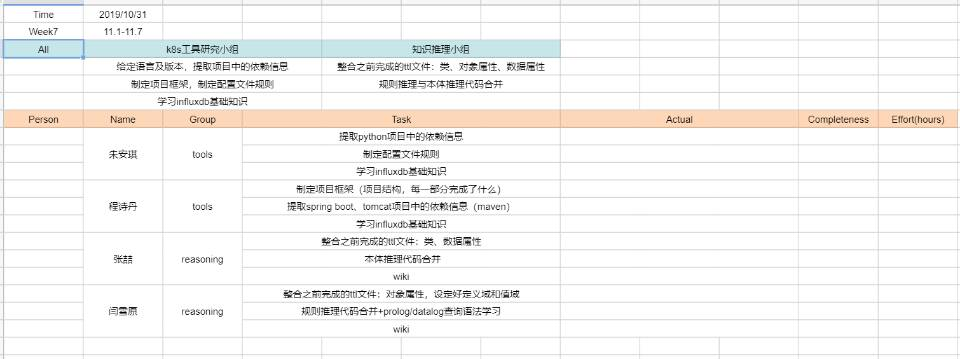 Time 2019/10/31
Week7 11.1-11.7
All k8s工具研究小组 知识推理小组
给定语言及版本，提取项目中的依赖信息 整合之前完成的ttl文件：类、对象属性、数据属性
制定项目框架，制定配置文件规则 规则推理与本体推理代码合并
学习influxdb基础知识
Person Name Group Task Actual Completeness Effort(hours)
提取python项目中的依赖信息
朱安琪 tools 制定配置文件规则
学习influxdb基础知识
制定项目框架（项目结构，每一部分完成了什么）
程诗丹 tools 提取spring boot、tomcat项目中的依赖信息（maven）
学习influxdb基础知识
整合之前完成的ttl文件：类、数据属性
张喆 reasoning 本体推理代码合并
wiki
整合之前完成的ttl文件：对象属性，设定好定义域和值域
闫雪原 reasoning 规则推理代码合并+prolog/datalog查询语法学习
wiki